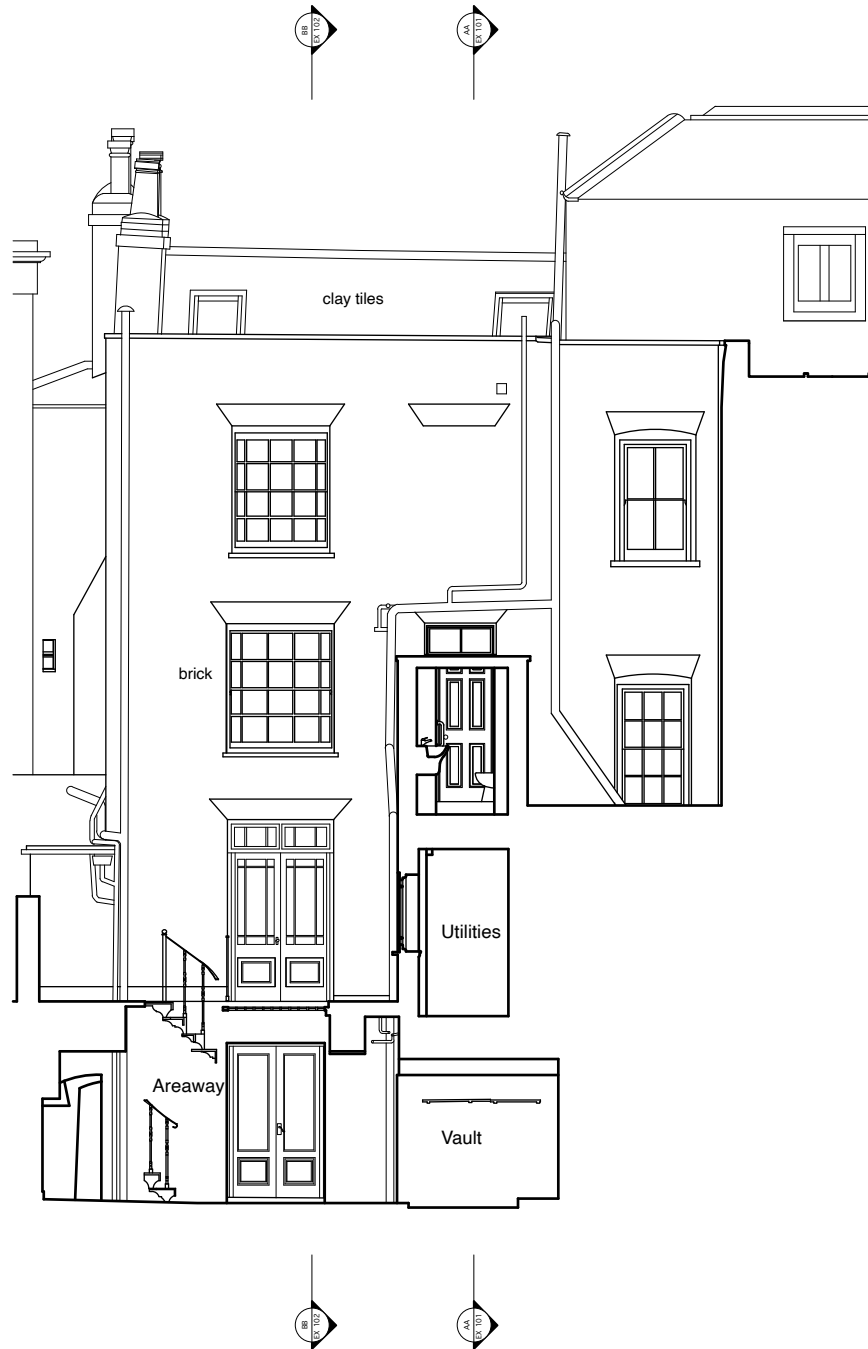 BB
EX 102
AA
EX 101
clay tiles
brick
Utilities
Areaway
Vault
BB
EX 102
AA
EX 101